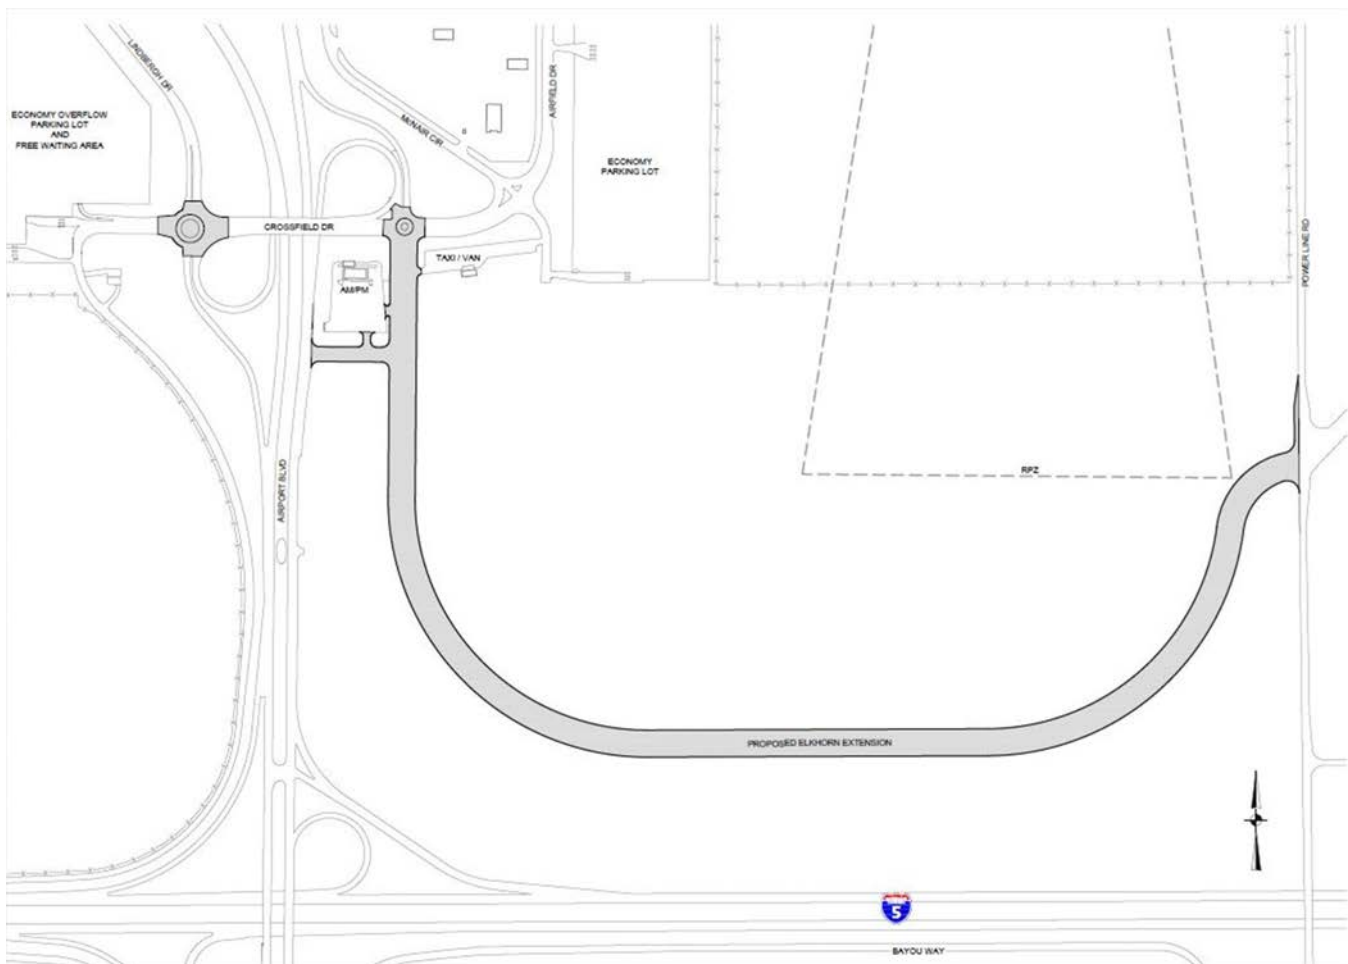 LINDBERGH DR
ECONOMY OVERFLOW
PARKING LOT
AND
FREE WAITING AREA
McNAIR CIR
AIRFIELD DR
ECONOMY
PARKING LOT
CROSSFIELD DR
TAXI / VAN
AM/PM
POWER LINE RD
AIRPORT BLVD
RPZ
PROPOSED ELKHORN EXTENSION
5
BAYOU WAY